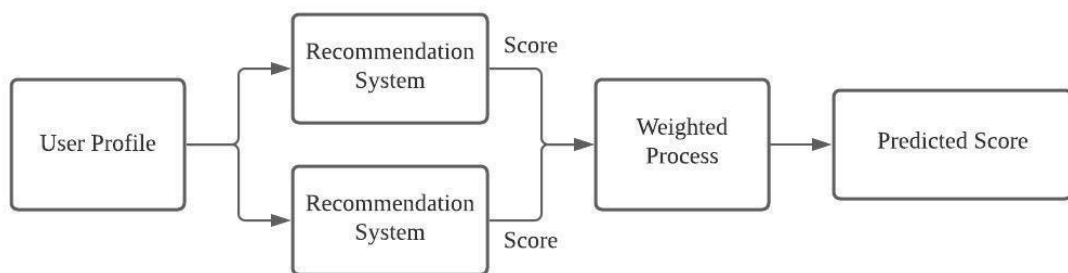 User Profile
Recommendation
System
Score
Recommendation
System
Score
Weighted
Process
Predicted Score